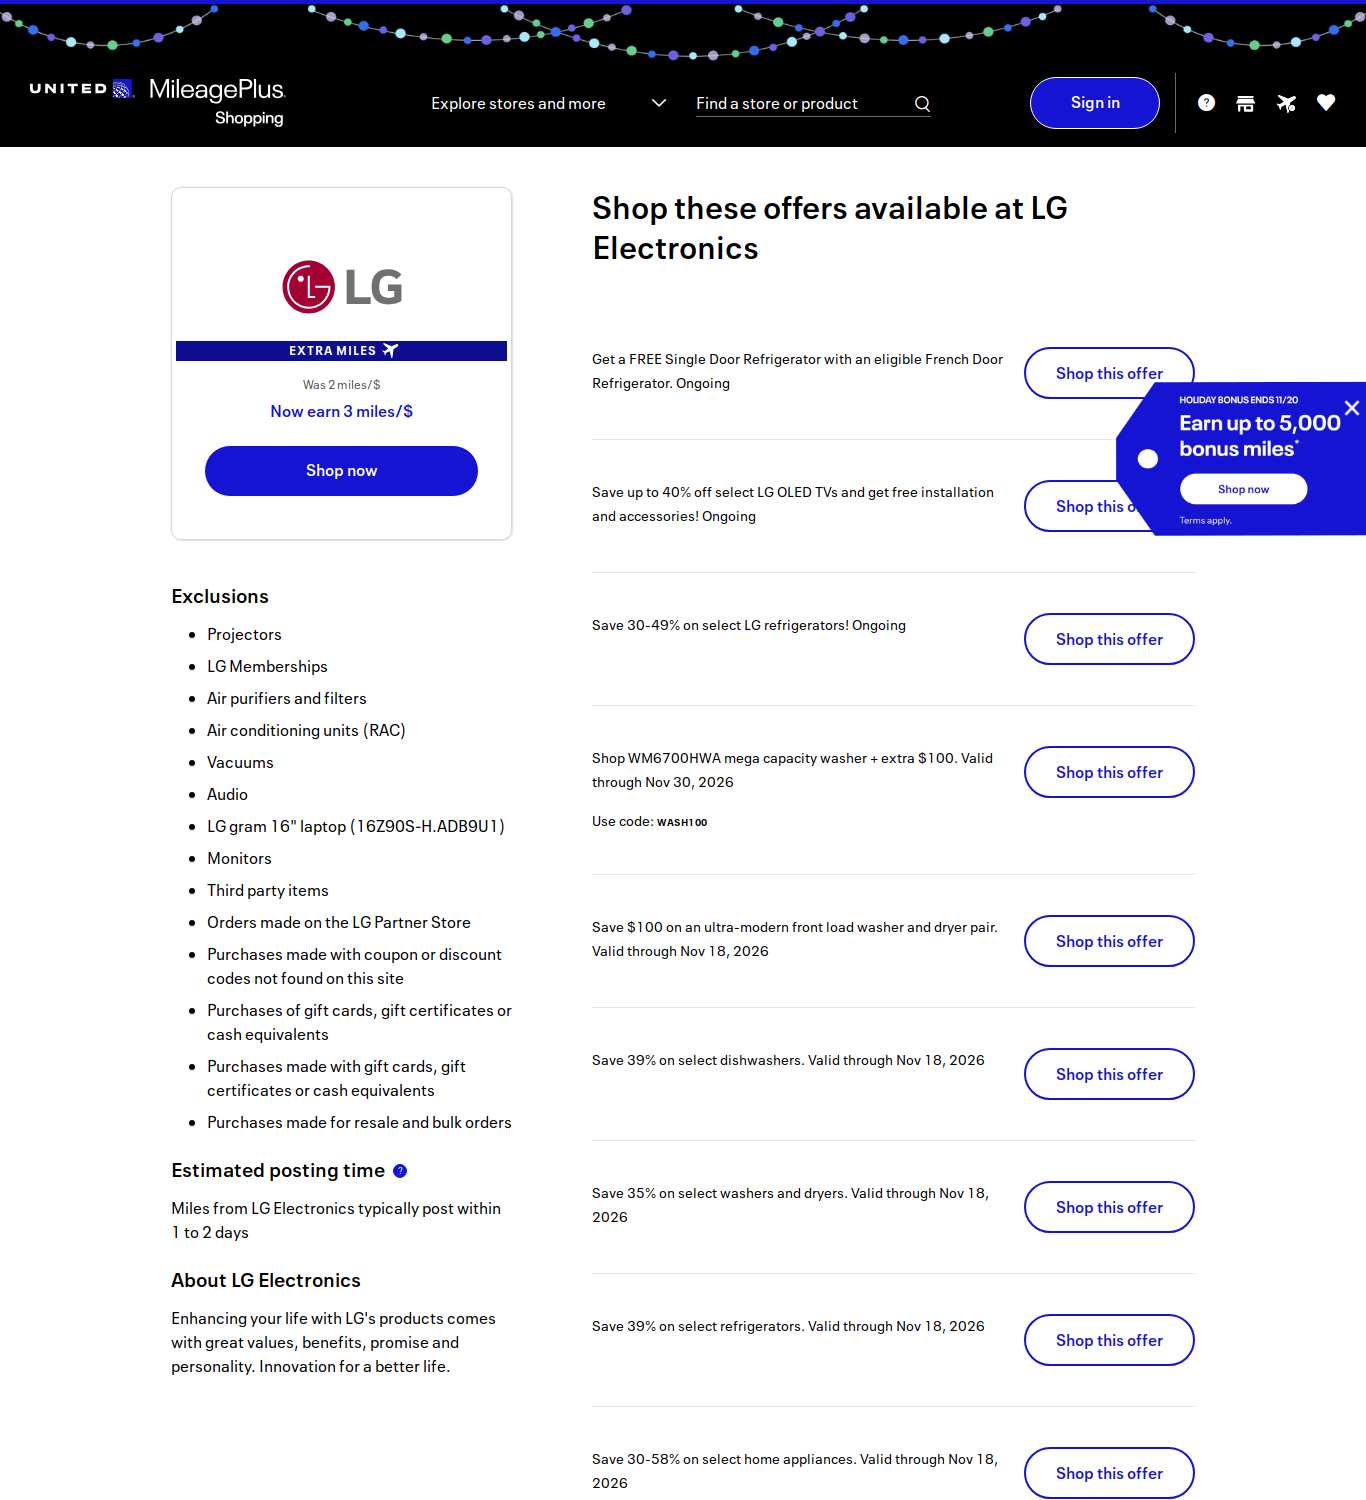 UNITED MileagePlus
Shopping
Explore stores and more
Find a store or product
Sign in
LG
EXTRA MILES
Was 2 miles/$
Now earn 3 miles/$
Shop now
Exclusions
Projectors
LG Memberships
Air purifiers and filters
Air conditioning units (RAC)
Vacuums
Audio
LG gram 16" laptop (16Z90S-H.ADB9U1)
Monitors
Third party items
Orders made on the LG Partner Store
Purchases made with coupon or discount
codes not found on this site
Purchases of gift cards, gift certificates or
cash equivalents
Purchases made with gift cards, gift
certificates or cash equivalents
Purchases made for resale and bulk orders
Estimated posting time ?
Miles from LG Electronics typically post within
1 to 2 days
About LG Electronics
Enhancing your life with LG's products comes
with great values, benefits, promise and
personality. Innovation for a better life.
Shop these offers available at LG
Electronics
Get a FREE Single Door Refrigerator with an eligible French Door
Refrigerator. Ongoing
Shop this offer
Save up to 40% off select LG OLED TVs and get free installation
and accessories! Ongoing
Shop this o
Save 30-49% on select LG refrigerators! Ongoing
Shop this offer
Shop WM6700HWA mega capacity washer + extra $100. Valid
through Nov 30, 2026
Use code: WASH100
Shop this offer
Save $100 on an ultra-modern front load washer and dryer pair.
Valid through Nov 18, 2026
Shop this offer
Save 39% on select dishwashers. Valid through Nov 18, 2026
Shop this offer
Save 35% on select washers and dryers. Valid through Nov 18,
2026
Shop this offer
Save 39% on select refrigerators. Valid through Nov 18, 2026
Shop this offer
Save 30-58% on select home appliances. Valid through Nov 18,
2026
Shop this offer
HOLIDAY BONUS ENDS 11/20
Earn up to 5,000
bonus miles*
Shop now
Terms apply.